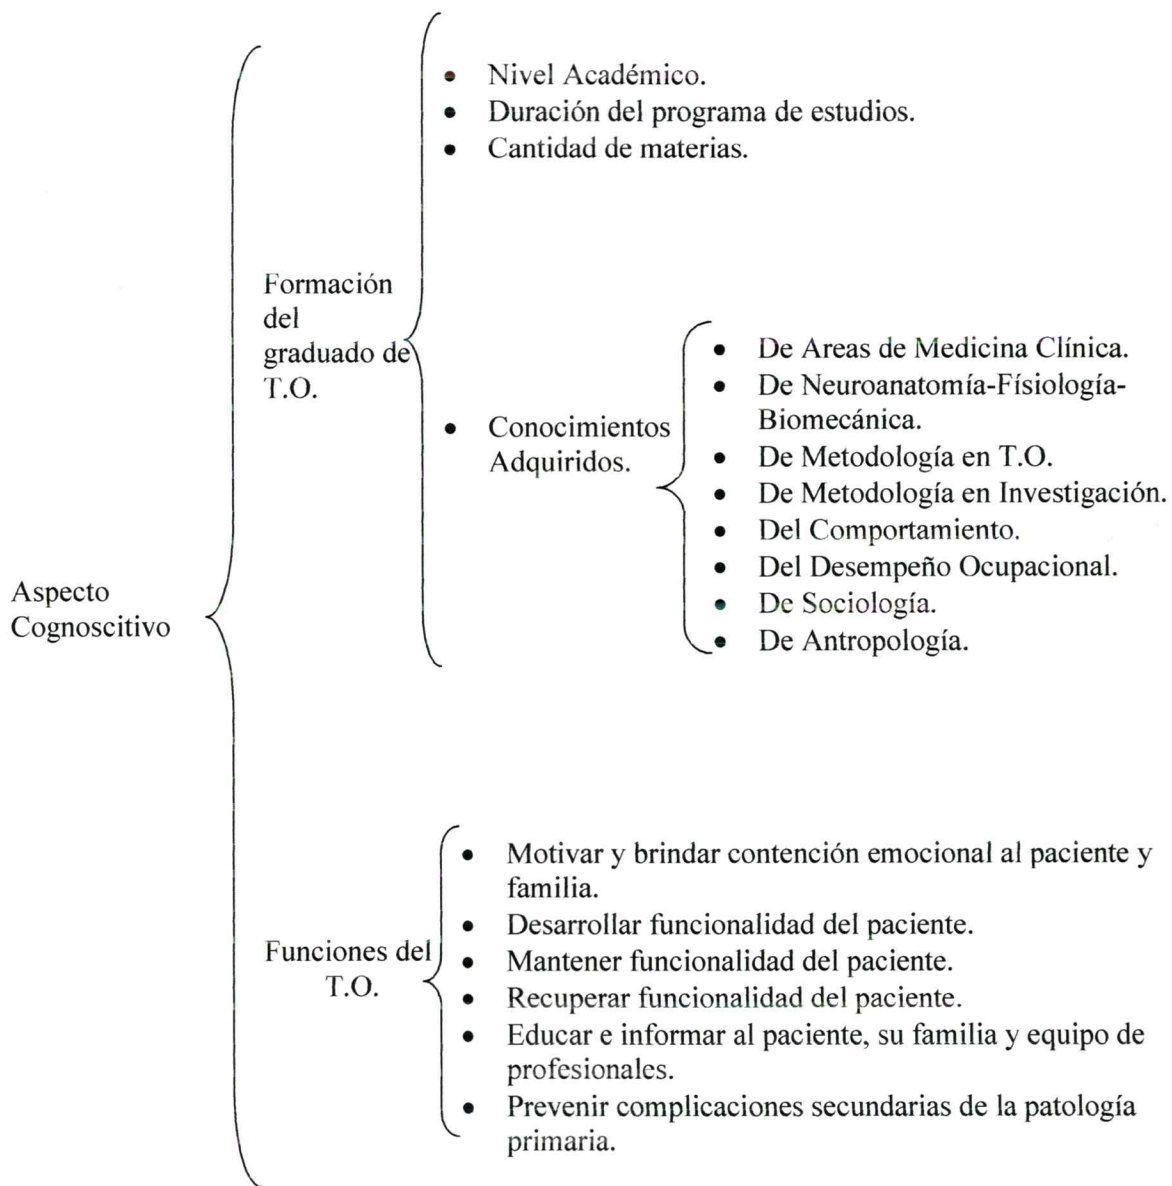 Aspecto
Cognoscitivo
Formación
del
graduado de
T.O.
• Nivel Académico.
• Duración del programa de estudios.
• Cantidad de materias.
• Conocimientos
Adquiridos.
• De Areas de Medicina Clínica.
• De Neuroanatomía-Físiología-
Biomecánica.
• De Metodología en T.O.
• De Metodología en Investigación.
• Del Comportamiento.
• Del Desempeño Ocupacional.
• De Sociología.
• De Antropología.
Funciones del
T.O.
• Motivar y brindar contención emocional al paciente y
familia.
• Desarrollar funcionalidad del paciente.
• Mantener funcionalidad del paciente.
• Recuperar funcionalidad del paciente.
• Educar e informar al paciente, su familia y equipo de
profesionales.
• Prevenir complicaciones secundarias de la patología
primaria.